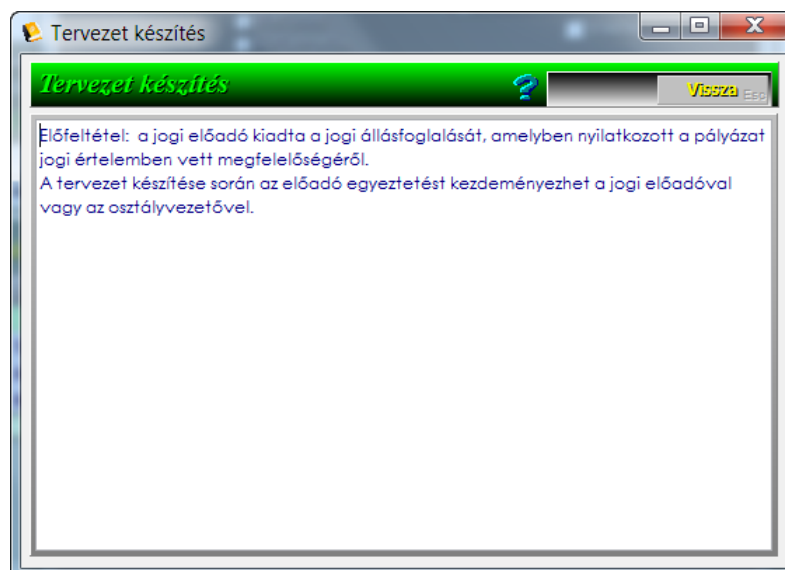 Tervezet készítés
Tervezet készítés
?
Vissza Esc
Előfeltétel: a jogi előadó kiadta a jogi állásfoglalását, amelyben nyilatkozott a pályázat
jogi értelemben vett megfelelőségéről.
A tervezet készítése során az előadó egyeztetést kezdeményezhet a jogi előadóval
vagy az osztályvezetővel.